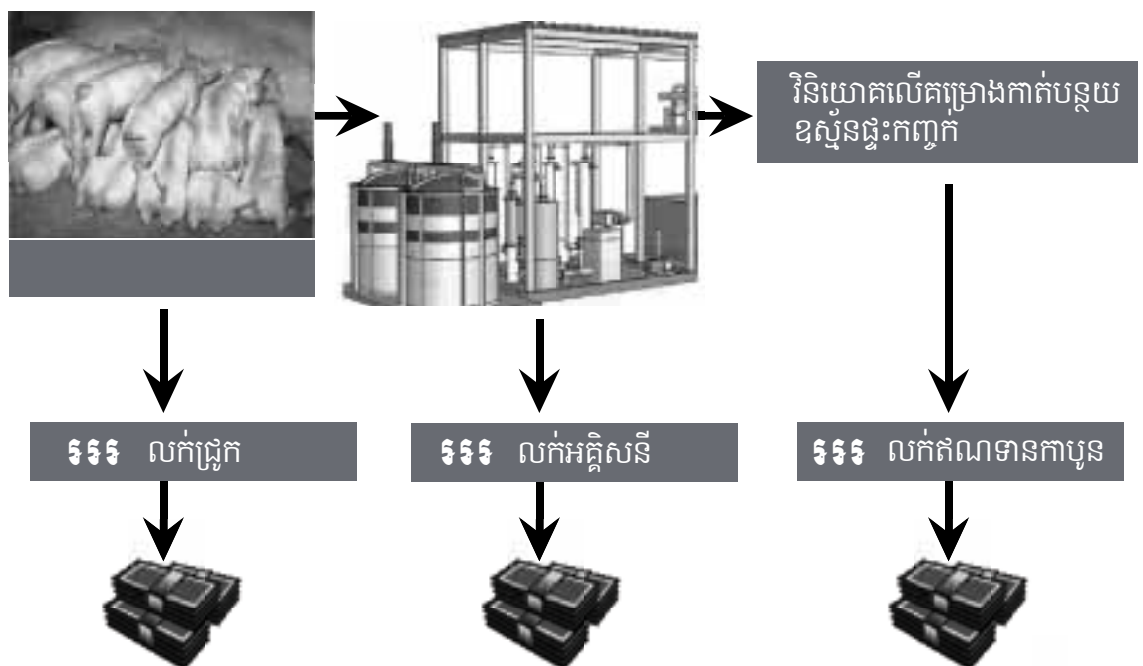 វិនិយោគលើគម្រោងកាត់បន្ថយ
ឧស្ម័នផ្ទះកញ្ចក់
$$$ លក់ជ្រូក
$$$ លក់អគ្គិសនី
$$$ លក់ឥណទានកាបូន